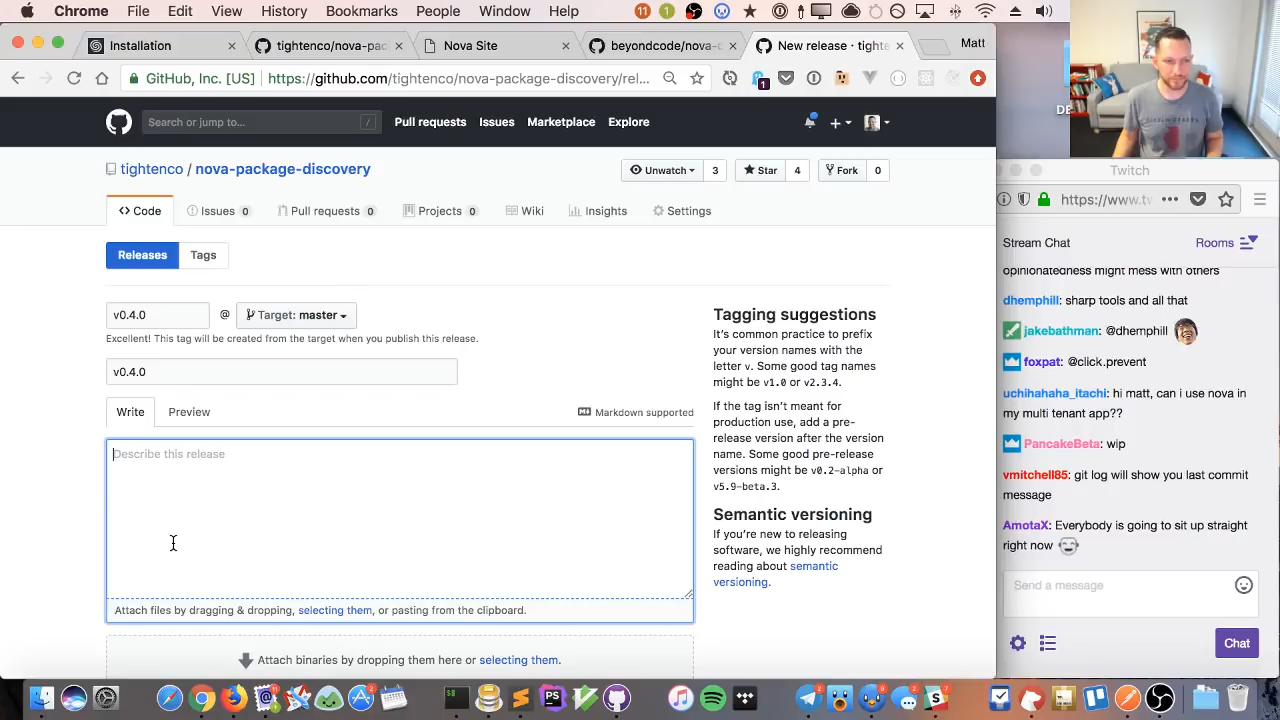 Chrome File Edit View History Bookmarks People Window Help 11 1
Installation
tightenco/nova-pac
Nova Site
beyondcode/nova-d
New release · tighte
Matt
GitHub, Inc. [US] https://github.com/tightenco/nova-package-discovery/rel...
1
Search or jump to... /
Pull requests Issues Marketplace Explore
tightenco / nova-package-discovery
Unwatch 3 Star 4 Fork 0
Code Issues 0 Pull requests 0 Projects 0 Wiki Insights Settings
Releases Tags
v0.4.0 @ Target: master
Excellent! This tag will be created from the target when you publish this release.
v0.4.0
Write Preview Markdown supported
Describe this release
Attach files by dragging & dropping, selecting them, or pasting from the clipboard.
Attach binaries by dropping them here or selecting them.
Tagging suggestions
It's common practice to prefix
your version names with the
letter v. Some good tag names
might be v1.0 or v2.3.4.
If the tag isn't meant for
production use, add a pre-
release version after the version
name. Some good pre-release
versions might be v0.2-alpha or
v5.9-beta.3.
Semantic versioning
If you're new to releasing
software, we highly recommend
reading about semantic
versioning.
DE
Twitch
https://www.tv
Stream Chat Rooms
opinionatedness might mess with others
dhemphill: sharp tools and all that
jakebathman: @dhemphill
foxpat: @click.prevent
uchihahaha_itachi: hi matt, can i use nova in
my multi tenant app??
PancakeBeta: wip
vmitchell85: git log will show you last commit
message
AmotaX: Everybody is going to sit up straight
right now
Send a message
Chat